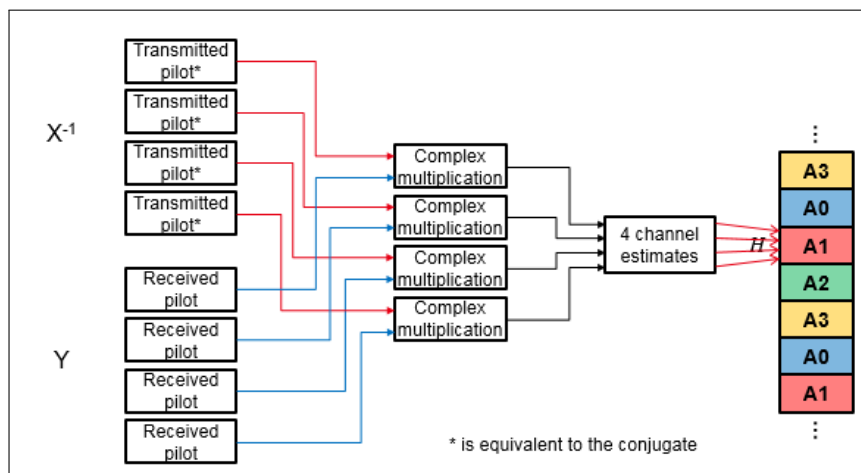 Transmitted
pilot*
Transmitted
pilot*
Transmitted
pilot*
Transmitted
pilot*
X-1
Received
pilot
Received
pilot
Received
pilot
Received
pilot
Y
Complex
multiplication
Complex
multiplication
Complex
multiplication
Complex
multiplication
4 channel
estimates
H
⋮
A3
A0
A1
A2
A3
A0
A1
⋮
* is equivalent to the conjugate